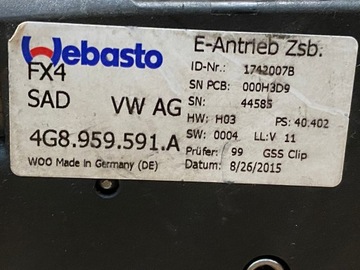 Webasto
E-Antrieb Zsb.
FX4
ID-Nr.: 1742007B
SN PCB: 000H3D9
SAD VW AG
SN: 44585
HW: H03 PS: 40.402
4G8.959.591.A
SW: 0004 LL:V 11
WOO Made in Germany (DE)
Prüfer: 99 GSS Clip
Datum: 8/26/2015